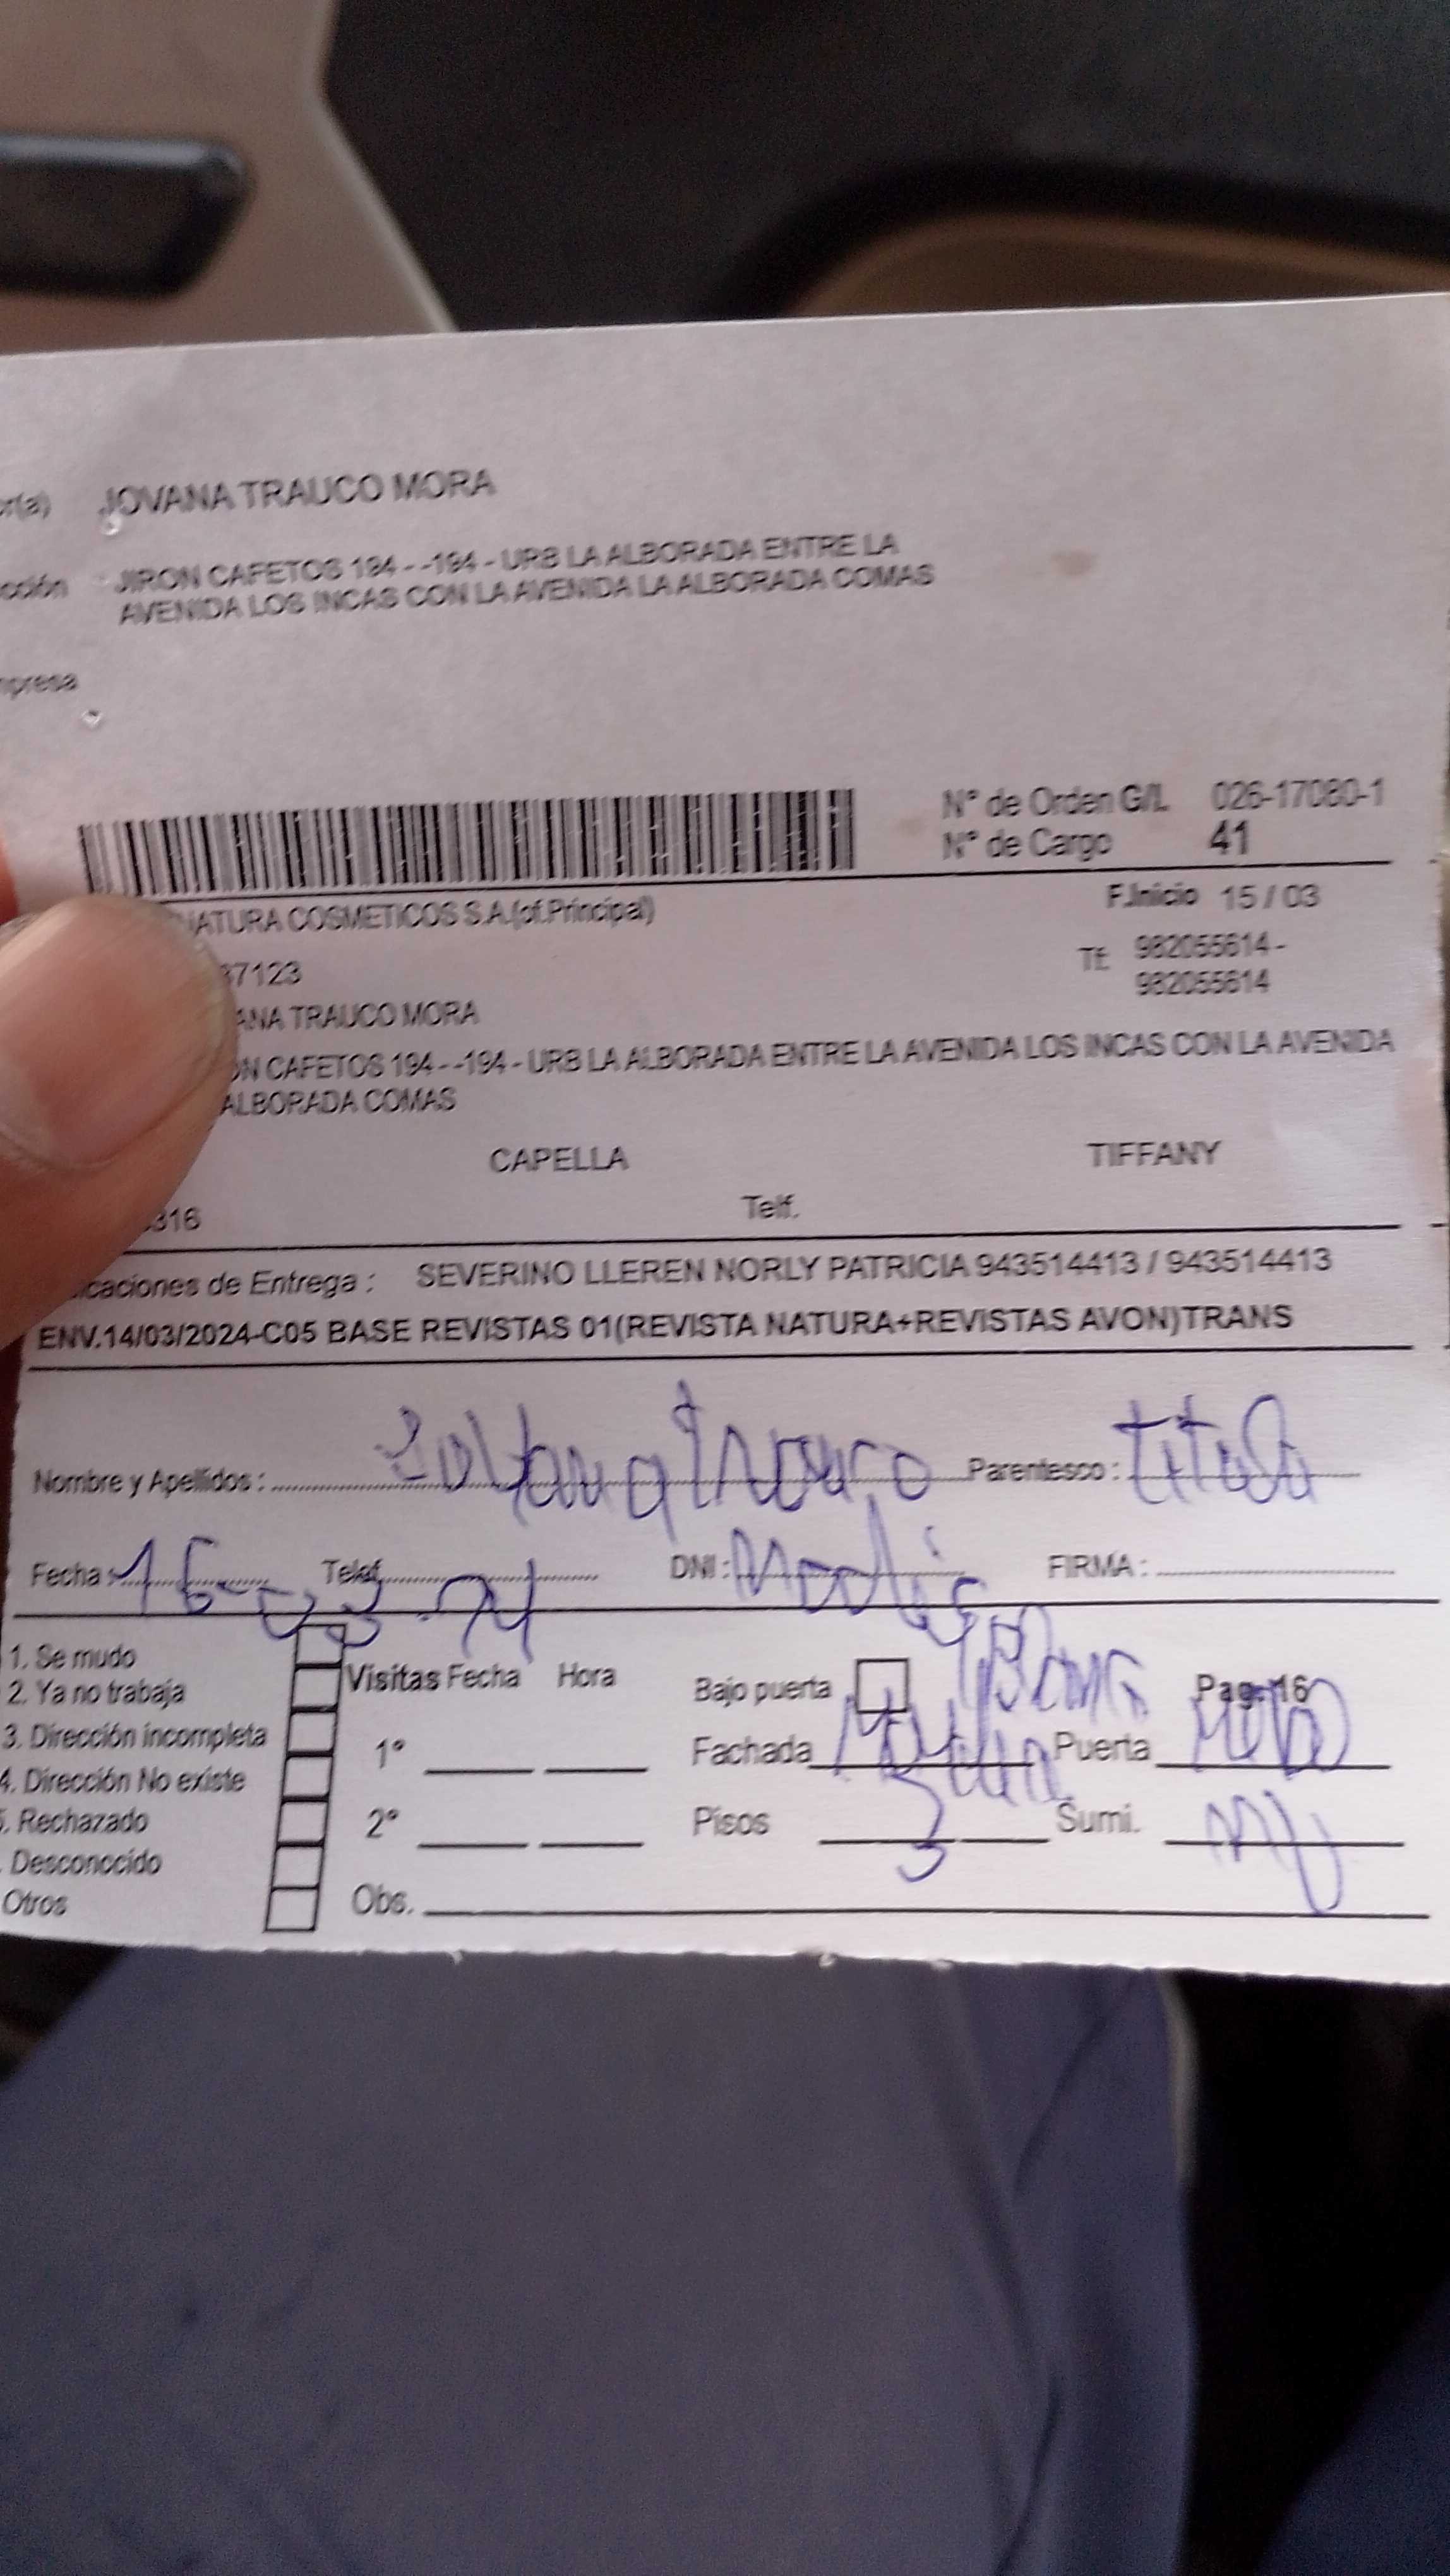 or(a) JOVANA TRAUCO MORA
cción JIRON CAFETOS 194 - -194 - URB LA ALBORADA ENTRE LA
AVENIDA LOS INCAS CON LA AVENIDA LA ALBORADA COMAS
mpresa
N° de Orden G/L 026-17080-1
N° de Cargo 41
NATURA COSMETICOS S.A.(of.Principal) F.Inicio 15 / 03
37123 Tf: 982055614 -
982055614
ANA TRAUCO MORA
ON CAFETOS 194 - -194 - URB LA ALBORADA ENTRE LA AVENIDA LOS INCAS CON LA AVENIDA
ALBORADA COMAS
CAPELLA TIFFANY
316 Telf.
icaciones de Entrega : SEVERINO LLEREN NORLY PATRICIA 943514413 / 943514413
ENV.14/03/2024-C05 BASE REVISTAS 01(REVISTA NATURA+REVISTAS AVON)TRANS
Nombre y Apellidos : Parentesco :
Fecha : Telef. DNI : FIRMA :
1. Se mudo
2. Ya no trabaja
3. Dirección incompleta
4. Dirección No existe
5. Rechazado
Desconocido
Otros
Visitas Fecha Hora
1°
2°
Obs.
Bajo puerta Pag: 16
Fachada Puerta
Pisos 3 Sumi.